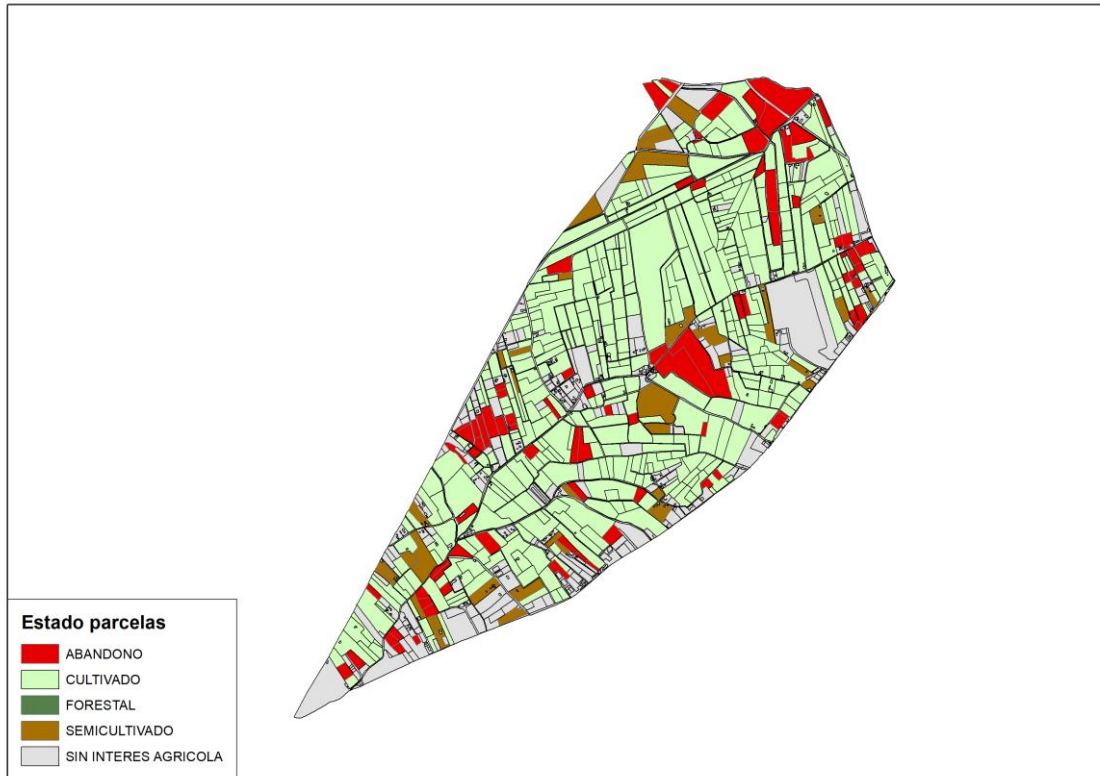 Estado parcelas
ABANDONO
CULTIVADO
FORESTAL
SEMICULTIVADO
SIN INTERES AGRICOLA